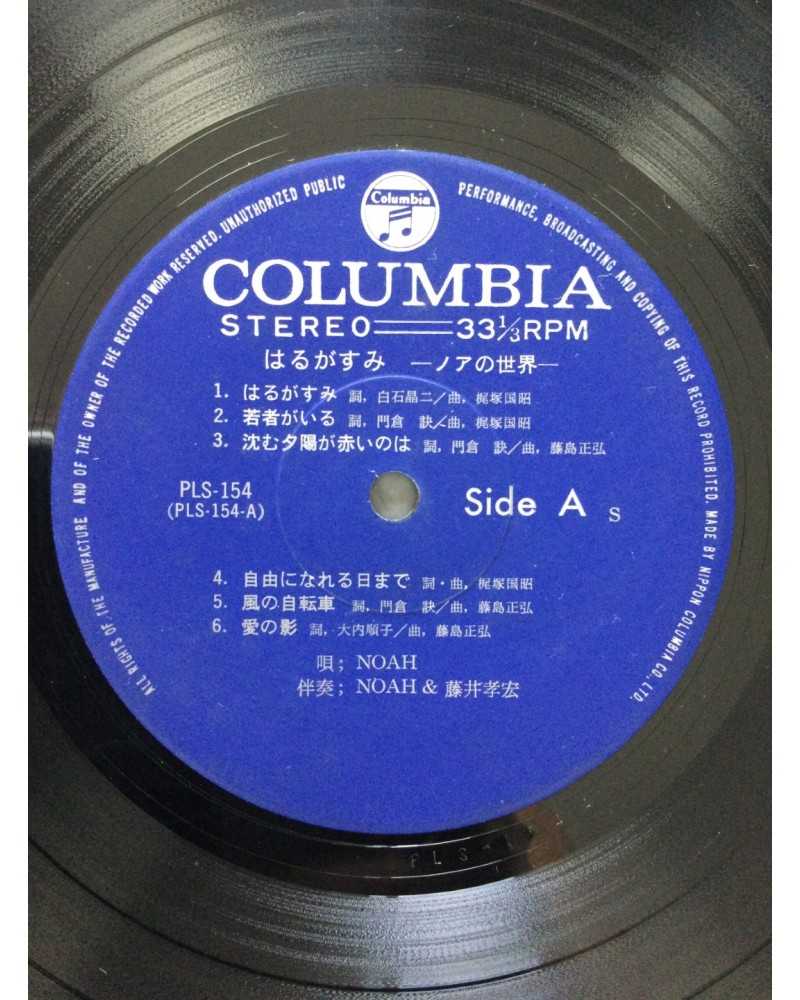 ALL RIGHTS OF THE MANUFACTURE AND OF THE OWNER OF THE RECORDED WORK RESERVED. UNAUTHORIZED PUBLIC PERFORMANCE, BROADCASTING AND COPYING OF THIS RECORD PROHIBITED. MADE BY NIPPON COLUMBIA CO., LTD.
Columbia
COLUMBIA
STEREO 33 1/3 RPM
はるがすみ —ノアの世界—
1. はるがすみ 詞, 白石晶二/曲, 梶塚国昭
2. 若者がいる 詞, 門倉 訣/曲, 梶塚国昭
3. 沈む夕陽が赤いのは 詞, 門倉 訣/曲, 藤島正弘
PLS-154
(PLS-154-A)
Side A S
4. 自由になれる日まで 詞・曲, 梶塚国昭
5. 風の自転車 詞, 門倉 訣/曲, 藤島正弘
6. 愛の影 詞, 大内順子/曲, 藤島正弘
唄; NOAH
伴奏; NOAH & 藤井孝宏
PLS